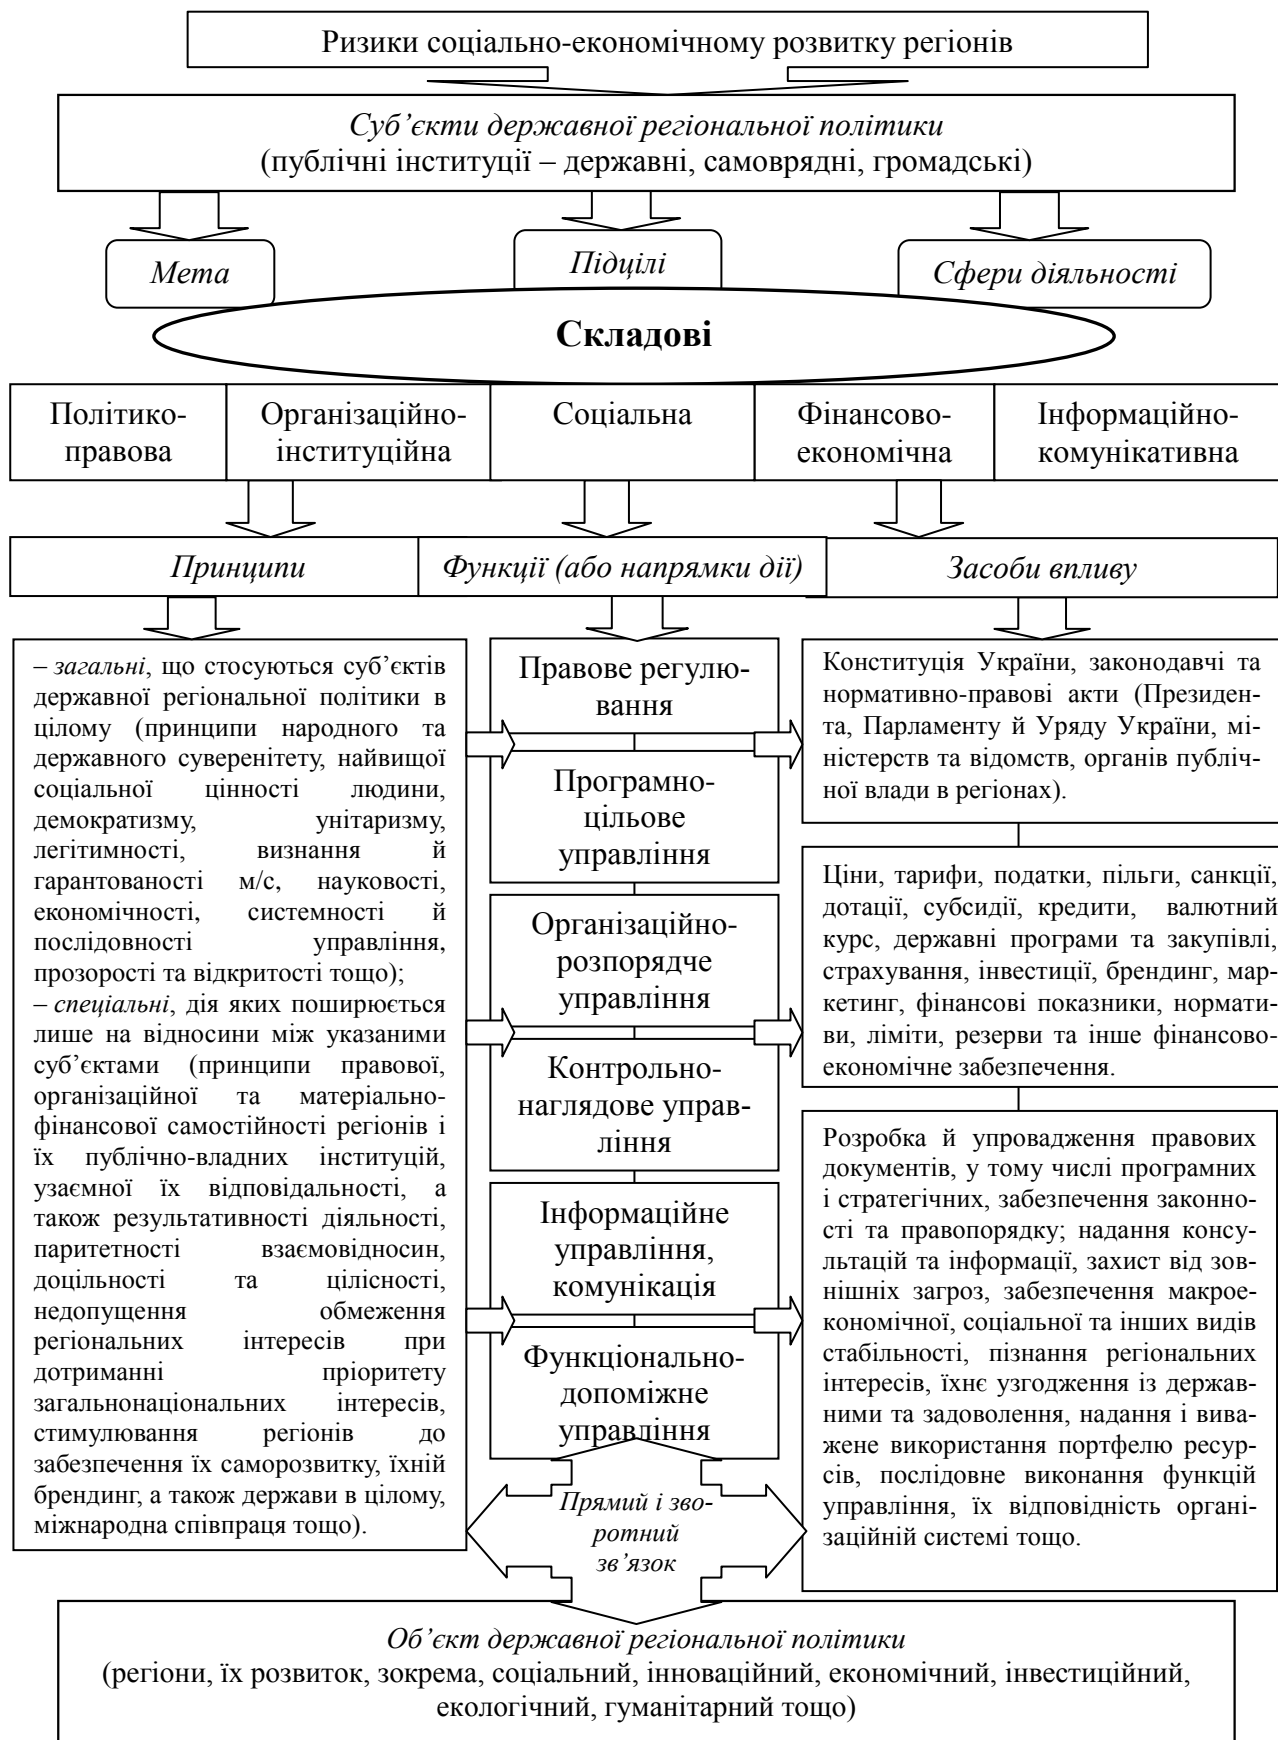 Ризики соціально-економічному розвитку регіонів
Суб’єкти державної регіональної політики
(публічні інституції – державні, самоврядні, громадські)
Мета
Підцілі
Сфери діяльності
Складові
Політико-
правова
Організаційно-
інституційна
Соціальна
Фінансово-
економічна
Інформаційно-
комунікативна
Принципи
Функції (або напрямки дії)
Засоби впливу
– загальні, що стосуються суб’єктів
державної регіональної політики в
цілому (принципи народного та
державного суверенітету, найвищої
соціальної цінності людини,
демократизму, унітаризму,
легітимності, визнання й
гарантованості м/с, науковості,
економічності, системності й
послідовності управління,
прозорості та відкритості тощо);
– спеціальні, дія яких поширюється
лише на відносини між указаними
суб’єктами (принципи правової,
організаційної та матеріально-
фінансової самостійності регіонів і
їх публічно-владних інституцій,
узаємної їх відповідальності, а
також результативності діяльності,
паритетності взаємовідносин,
доцільності та цілісності,
недопущення обмеження
регіональних інтересів при
дотриманні пріоритету
загальнонаціональних інтересів,
стимулювання регіонів до
забезпечення їх саморозвитку, їхній
брендинг, а також держави в цілому,
міжнародна співпраця тощо).
Правове регулю-
вання
Програмно-
цільове
управління
Організаційно-
розпорядче
управління
Контрольно-
наглядове управ-
ління
Інформаційне
управління,
комунікація
Функціонально-
допоміжне
управління
Конституція України, законодавчі та
нормативно-правові акти (Президен-
та, Парламенту й Уряду України, мі-
ністерств та відомств, органів публіч-
ної влади в регіонах).
Ціни, тарифи, податки, пільги, санкції,
дотації, субсидії, кредити, валютний
курс, державні програми та закупівлі,
страхування, інвестиції, брендинг, мар-
кетинг, фінансові показники, нормати-
ви, ліміти, резерви та інше фінансово-
економічне забезпечення.
Розробка й упровадження правових
документів, у тому числі програмних
і стратегічних, забезпечення законно-
сті та правопорядку; надання консу-
льтацій та інформації, захист від зов-
нішніх загроз, забезпечення макрое-
кономічної, соціальної та інших видів
стабільності, пізнання регіональних
інтересів, їхнє узгодження із держав-
ними та задоволення, надання і вива-
жене використання портфелю ресур-
сів, послідовне виконання функцій
управління, їх відповідність органі-
заційній системі тощо.
Прямий і зво-
ротний
зв’язок
Об’єкт державної регіональної політики
(регіони, їх розвиток, зокрема, соціальний, інноваційний, економічний, інвестиційний,
екологічний, гуманітарний тощо)